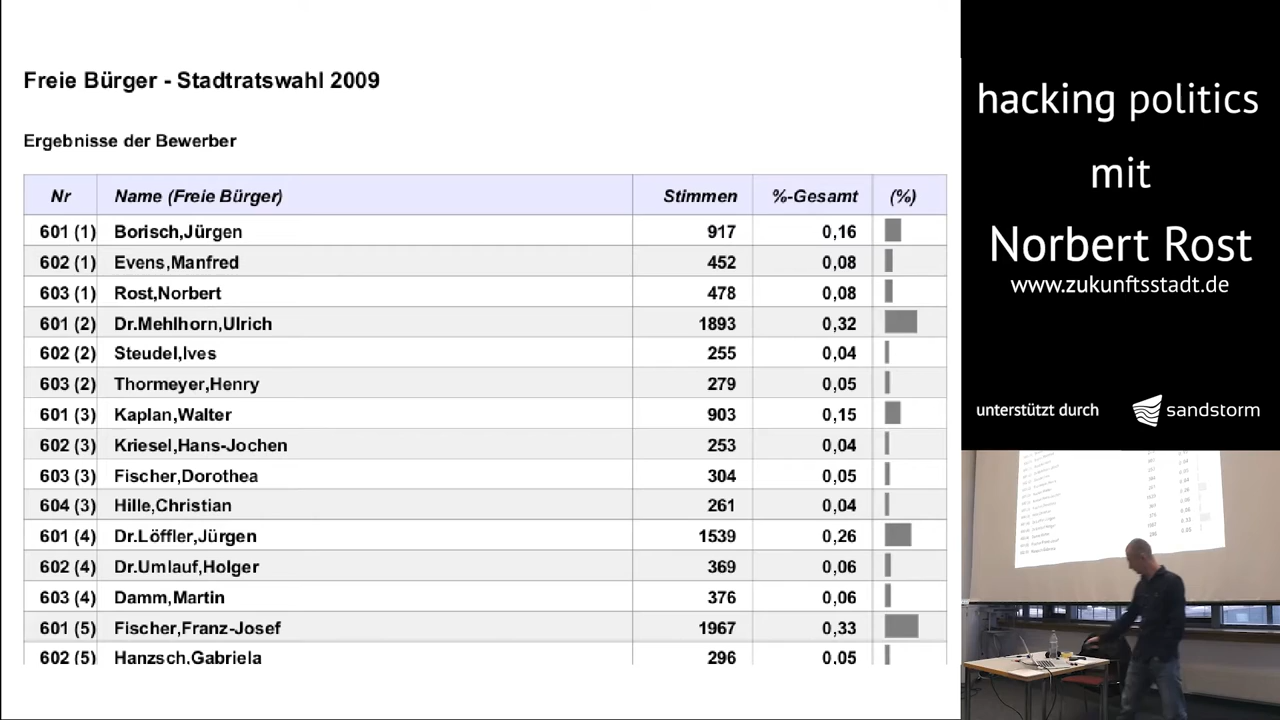 Freie Bürger - Stadtratswahl 2009
Ergebnisse der Bewerber
Nr Name (Freie Bürger) Stimmen %-Gesamt (%)
601 (1) Borisch,Jürgen 917 0,16
602 (1) Evens,Manfred 452 0,08
603 (1) Rost,Norbert 478 0,08
601 (2) Dr.Mehlhorn,Ulrich 1893 0,32
602 (2) Steudel,Ives 255 0,04
603 (2) Thormeyer,Henry 279 0,05
601 (3) Kaplan,Walter 903 0,15
602 (3) Kriesel,Hans-Jochen 253 0,04
603 (3) Fischer,Dorothea 304 0,05
604 (3) Hille,Christian 261 0,04
601 (4) Dr.Löffler,Jürgen 1539 0,26
602 (4) Dr.Umlauf,Holger 369 0,06
603 (4) Damm,Martin 376 0,06
601 (5) Fischer,Franz-Josef 1967 0,33
602 (5) Hanzsch,Gabriela 296 0,05
hacking politics
mit
Norbert Rost
www.zukunftsstadt.de
unterstützt durch sandstorm